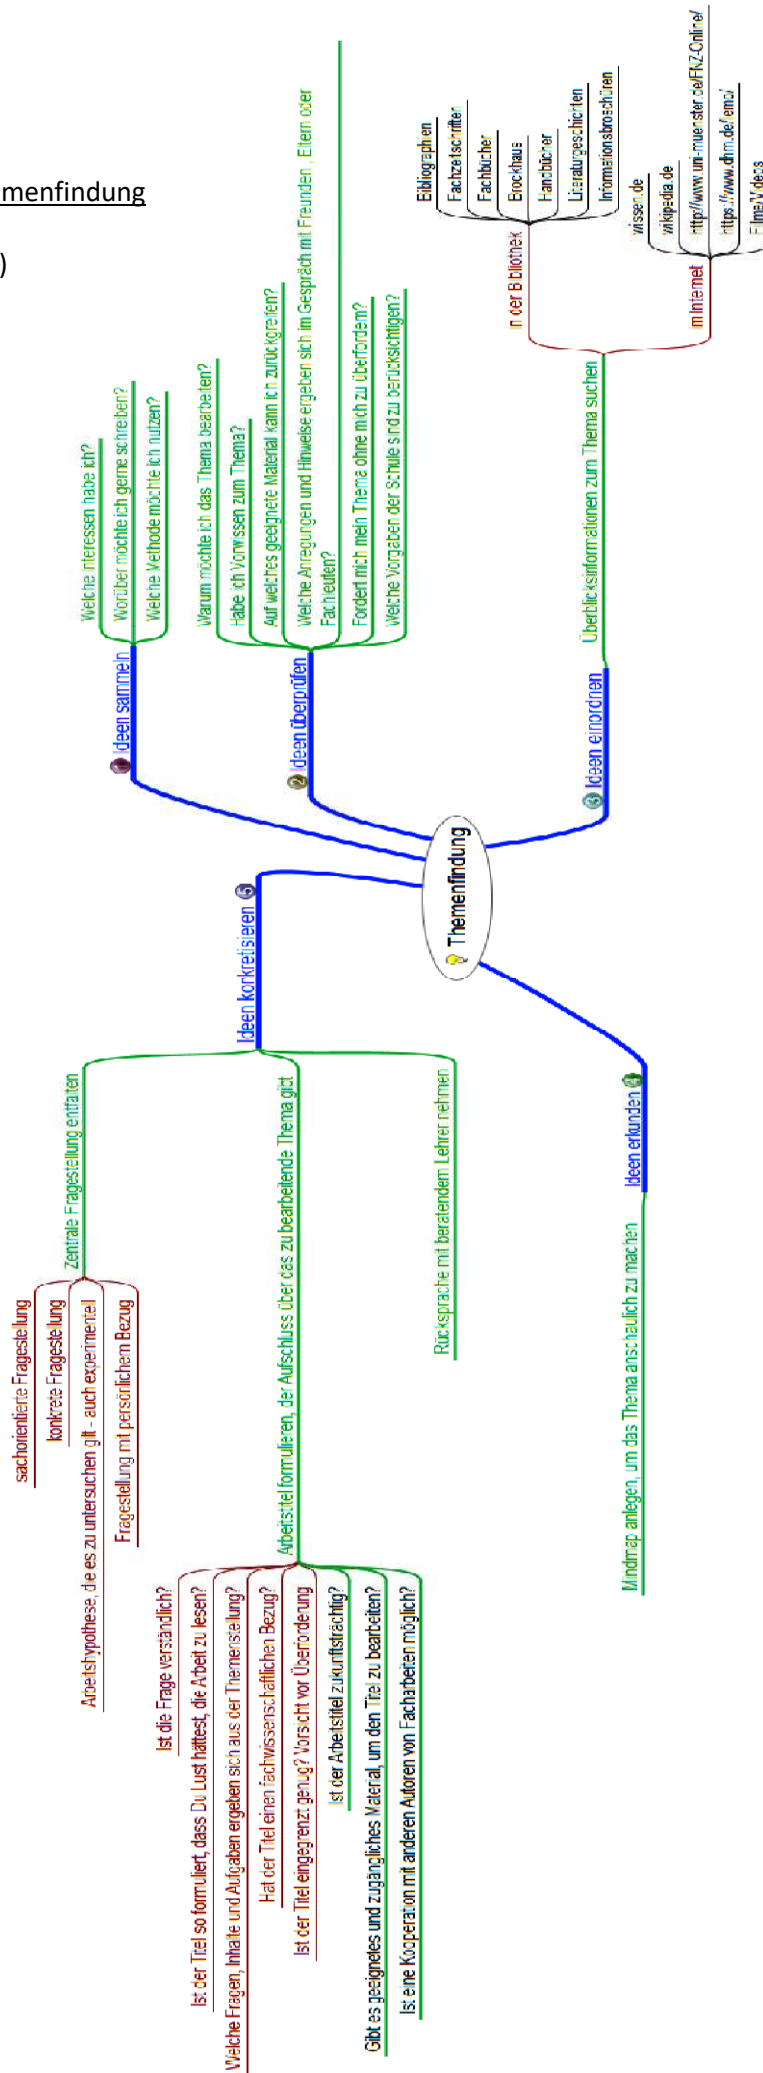 menfindung
)
Themenfindung
1 Ideen sammeln
Welche Interessen habe ich?
Worüber möchte ich gerne schreiben?
Welche Methode möchte ich nutzen?
2 Ideen überprüfen
Warum möchte ich das Thema bearbeiten?
Habe ich Vorwissen zum Thema?
Auf welches geeignete Material kann ich zurückgreifen?
Welche Anregungen und Hinweise ergeben sich im Gespräch mit Freunden , Eltern oder
Fachleuten?
Fordert mich mein Thema ohne mich zu überfordern?
Welche Vorgaben der Schule sind zu berücksichtigen?
3 Ideen einordnen
Überblicksinformationen zum Thema suchen
in der Bibliothek
Bibliographien
Fachzeitschriften
Fachbücher
Brockhaus
Handbücher
Literaturgeschichten
Informationsbroschüren
im Internet
wissen.de
wikipedia.de
http://www.uni-muenster.de/FNZ-Online/
https://www.dhm.de/lemo/
Filme/Videos
Ideen erkunden 4
Mindmap anlegen, um das Thema anschaulich zu machen
Ideen konkretisieren 5
Zentrale Fragestellung entfalten
sachorientierte Fragestellung
konkrete Fragestellung
Arbeitshypothese, die es zu untersuchen gilt - auch experimentell
Fragestellung mit persönlichem Bezug
Arbeitstitel formulieren, der Aufschluss über das zu bearbeitende Thema gibt
Ist die Frage verständlich?
Ist der Titel so formuliert, dass Du Lust hättest, die Arbeit zu lesen?
Welche Fragen, Inhalte und Aufgaben ergeben sich aus der Themenstellung?
Hat der Titel einen fachwissenschaftlichen Bezug?
Ist der Titel eingegrenzt genug? Vorsicht vor Überforderung
Ist der Arbeitstitel zukunftsträchtig?
Gibt es geeignetes und zugängliches Material, um den Titel zu bearbeiten?
Ist eine Kooperation mit anderen Autoren von Facharbeiten möglich?
Rücksprache mit beratendem Lehrer nehmen